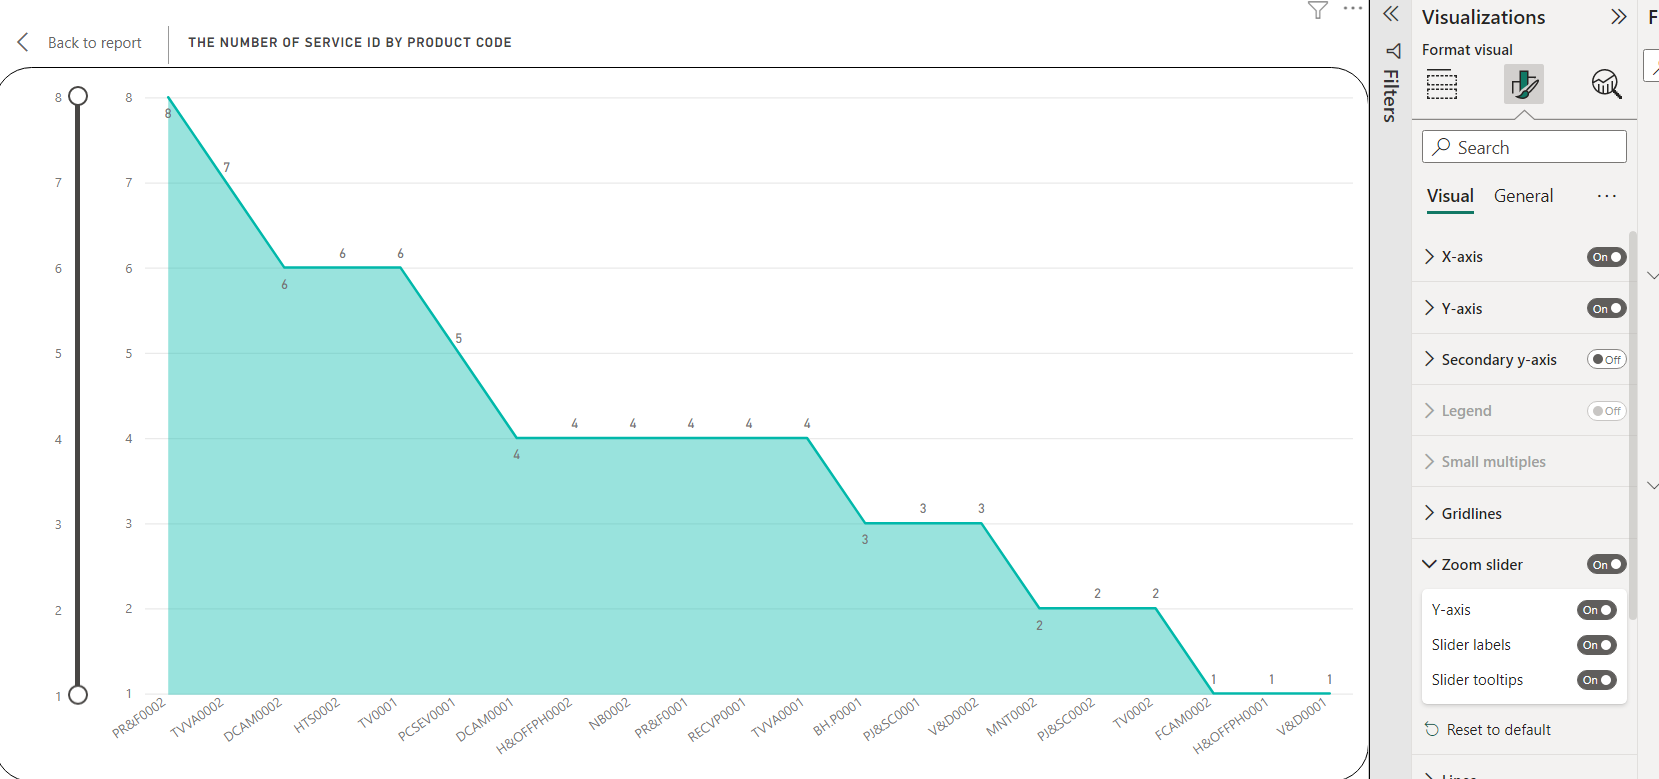 Back to report
THE NUMBER OF SERVICE ID BY PRODUCT CODE
8
7
6
5
4
3
2
1
8
7
6
5
4
3
2
1
8
7
6
6
6
5
4
4
4
4
4
4
3
3
3
2
2
2
1
1
1
PR&F0002
TVVA0002
DCAM0002
HTS0002
TV0001
PCSEV0001
DCAM0001
H&OFFPH0002
NB0002
PR&F0001
RECVP0001
TVVA0001
BH.P0001
PJ&SC0001
V&D0002
MNT0002
PJ&SC0002
TV0002
FCAM0002
H&OFFPH0001
V&D0001
Filters
Visualizations
Format visual
Search
Visual General
X-axis On
Y-axis On
Secondary y-axis Off
Legend Off
Small multiples
Gridlines
Zoom slider On
Y-axis On
Slider labels On
Slider tooltips On
Reset to default
F